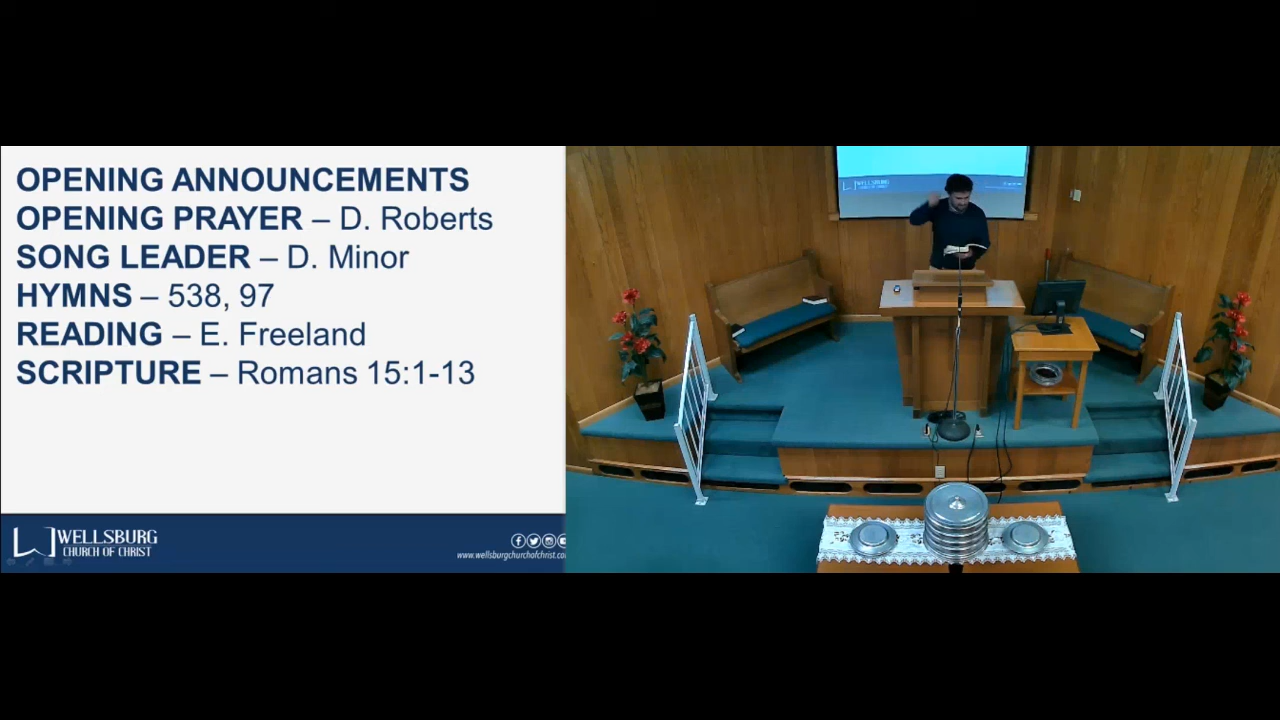 OPENING ANNOUNCEMENTS
OPENING PRAYER – D. Roberts
SONG LEADER – D. Minor
HYMNS – 538, 97
READING – E. Freeland
SCRIPTURE – Romans 15:1-13
WELLSBURG
CHURCH OF CHRIST
www.wellsburgchurchofchrist.co
WELLSBURG